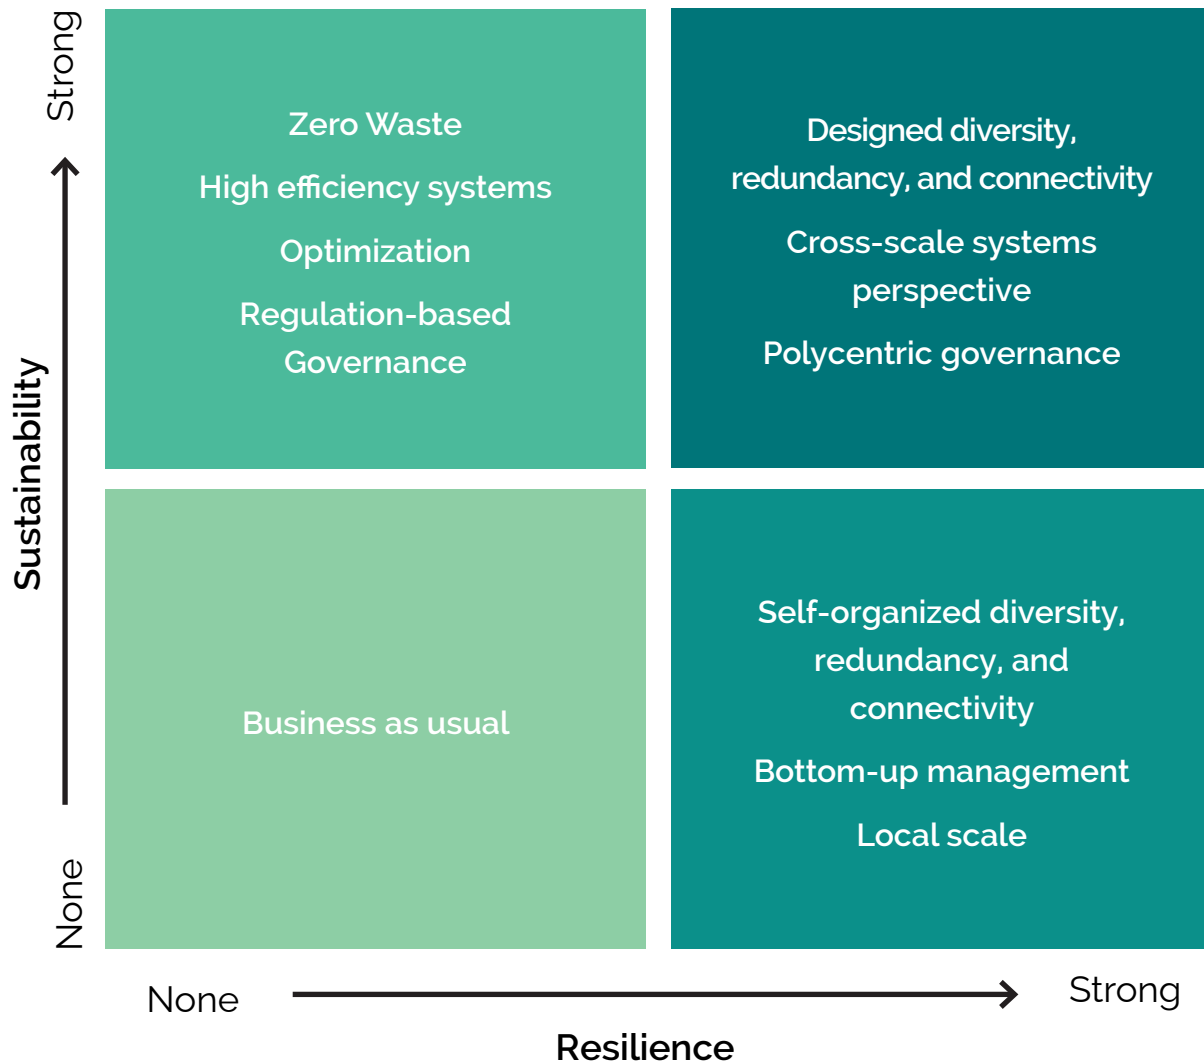 Strong
Zero Waste
High efficiency systems
Optimization
Regulation-based
Governance
Designed diversity,
redundancy, and connectivity
Cross-scale systems
perspective
Polycentric governance
Sustainability
Business as usual
Self-organized diversity,
redundancy, and
connectivity
Bottom-up management
Local scale
None
None
Strong
Resilience